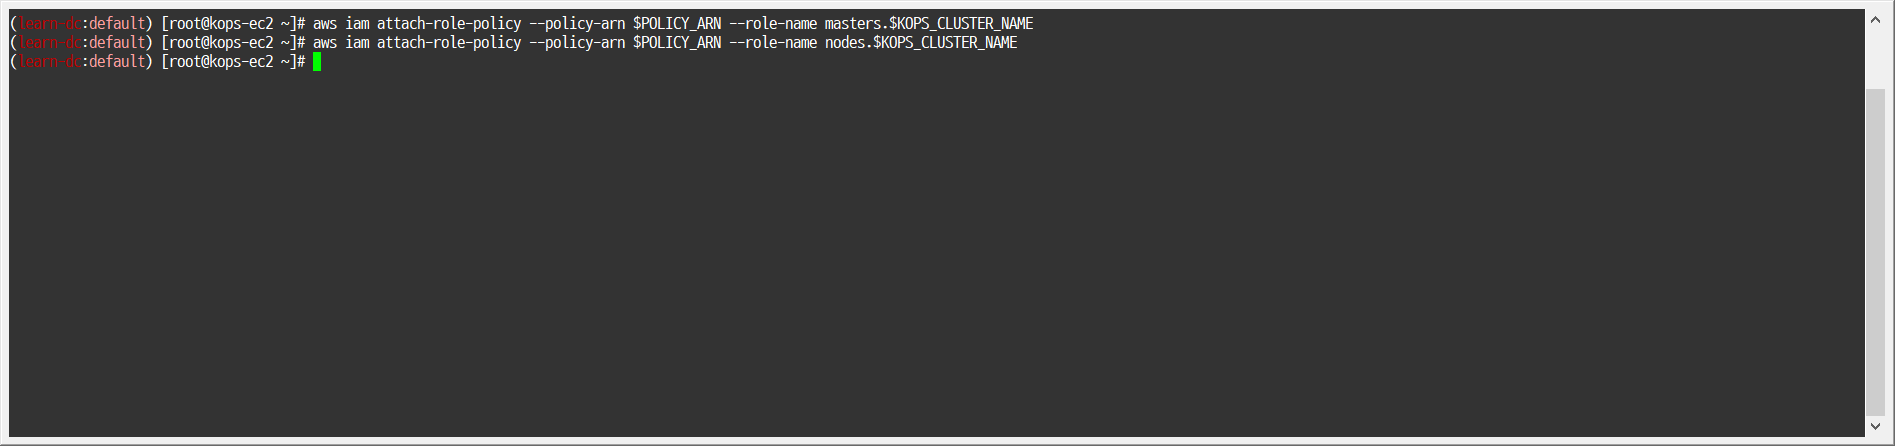 (learn-dc:default) [root@kops-ec2 ~]# aws iam attach-role-policy --policy-arn $POLICY_ARN --role-name masters.$KOPS_CLUSTER_NAME
(learn-dc:default) [root@kops-ec2 ~]# aws iam attach-role-policy --policy-arn $POLICY_ARN --role-name nodes.$KOPS_CLUSTER_NAME
(learn-dc:default) [root@kops-ec2 ~]#